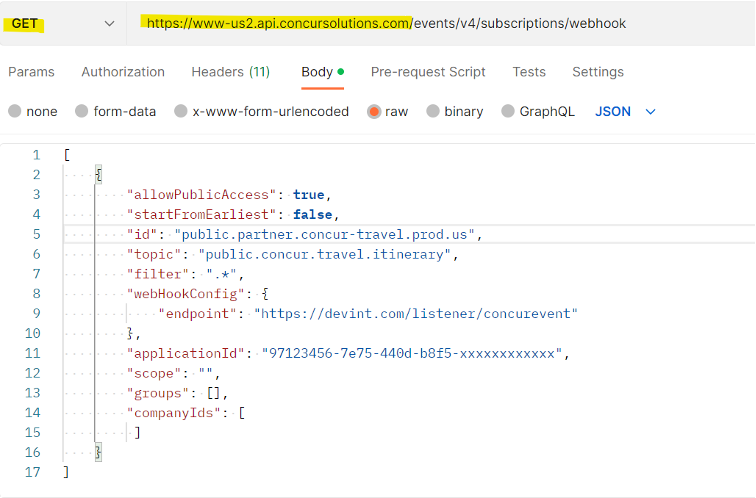 GET https://www-us2.api.concursolutions.com/events/v4/subscriptions/webhook
Params Authorization Headers (11) Body Pre-request Script Tests Settings
none form-data x-www-form-urlencoded raw binary GraphQL JSON
1 [
2 {
3 "allowPublicAccess": true,
4 "startFromEarliest": false,
5 "id": "public.partner.concur-travel.prod.us",
6 "topic": "public.concur.travel.itinerary",
7 "filter": ".*",
8 "webHookConfig": {
9 "endpoint": "https://devint.com/listener/concurevent"
10 },
11 "applicationId": "97123456-7e75-440d-b8f5-xxxxxxxxxxxx",
12 "scope": "",
13 "groups": [],
14 "companyIds": [
15 ]
16 }
17 ]